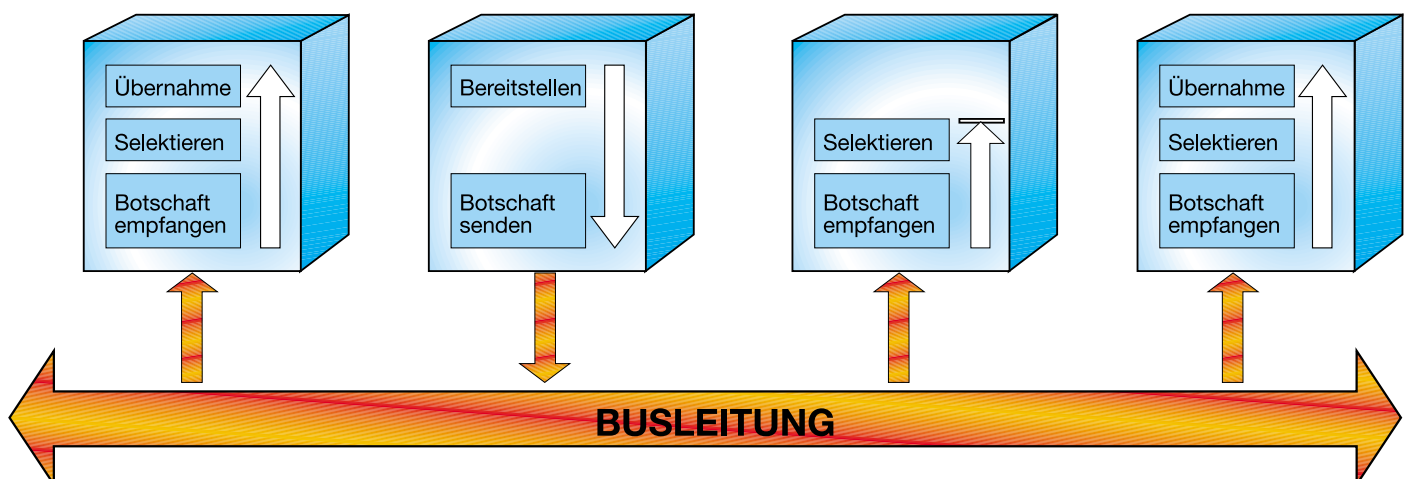 Übernahme
Selektieren
Botschaft
empfangen
Bereitstellen
Botschaft
senden
Selektieren
Botschaft
empfangen
Übernahme
Selektieren
Botschaft
empfangen
BUSLEITUNG